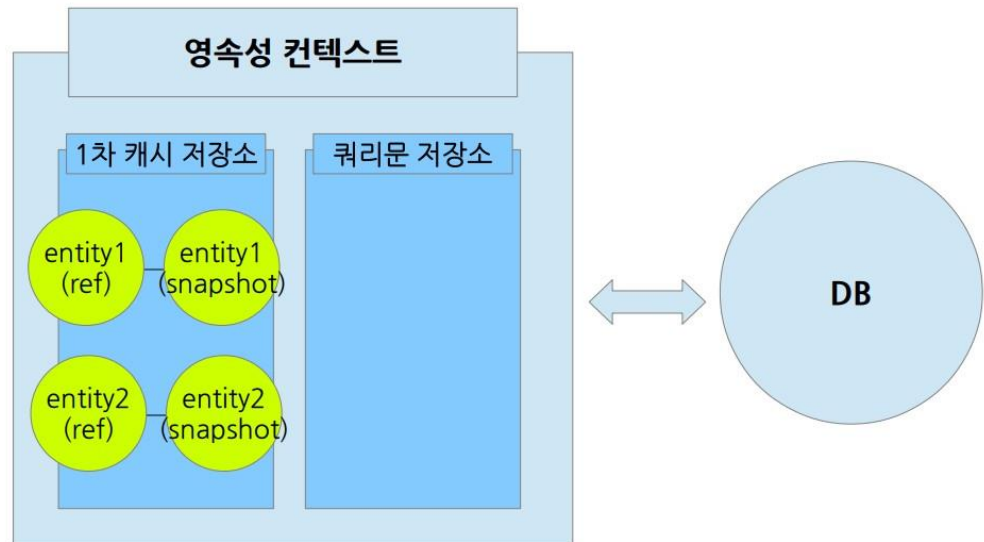 영속성 컨텍스트
1차 캐시 저장소
쿼리문 저장소
entity1
(ref)
entity1
(snapshot)
entity2
(ref)
entity2
(snapshot)
DB